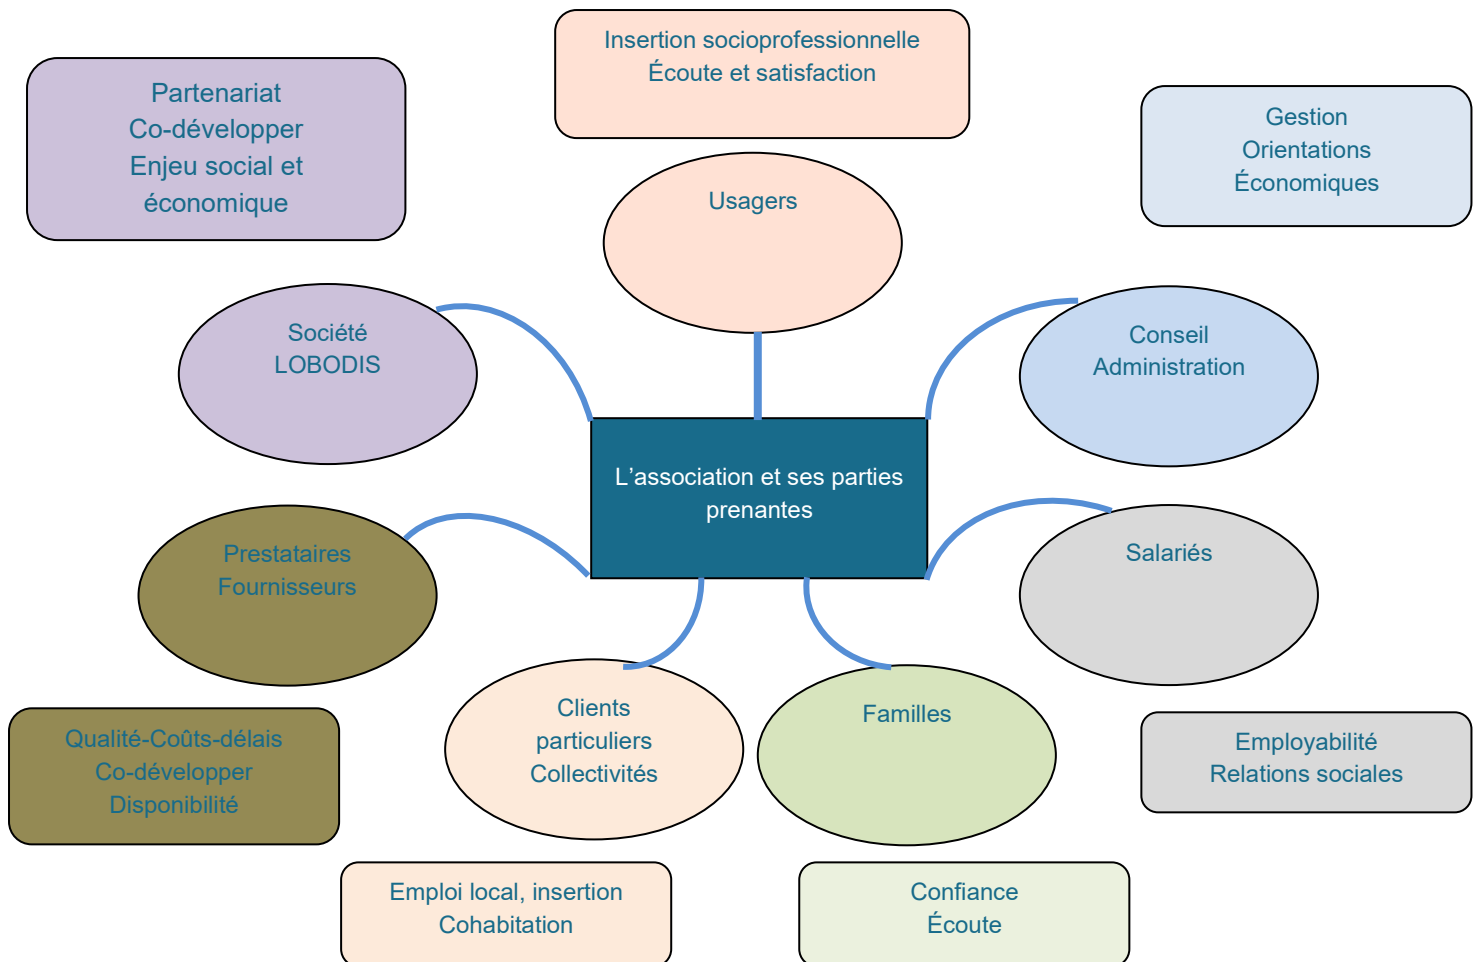 Insertion socioprofessionnelle
Écoute et satisfaction
Partenariat
Co-développer
Enjeu social et
économique
Gestion
Orientations
Économiques
Usagers
Société
LOBODIS
Conseil
Administration
L’association et ses parties
prenantes
Prestataires
Fournisseurs
Salariés
Clients
particuliers
Collectivités
Familles
Qualité-Coûts-délais
Co-développer
Disponibilité
Employabilité
Relations sociales
Emploi local, insertion
Cohabitation
Confiance
Écoute